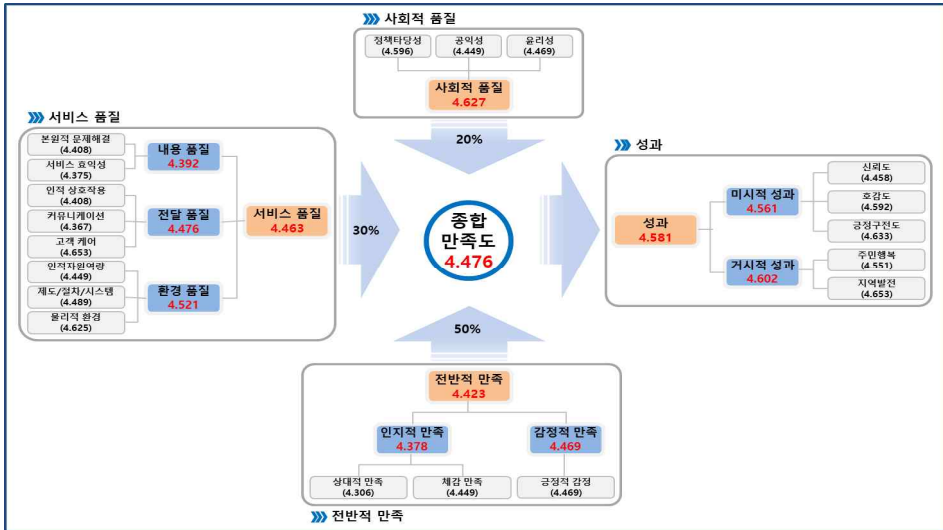 사회적 품질
정책타당성
(4.596)
공익성
(4.449)
윤리성
(4.469)
사회적 품질
4.627
20%
서비스 품질
본원적 문제해결
(4.408)
서비스 효익성
(4.375)
인적 상호작용
(4.408)
커뮤니케이션
(4.367)
고객 케어
(4.653)
인적자원역량
(4.449)
제도/절차/시스템
(4.489)
물리적 환경
(4.625)
내용 품질
4.392
전달 품질
4.476
환경 품질
4.521
서비스 품질
4.463
30%
종합
만족도
4.476
성과
성과
4.581
미시적 성과
4.561
거시적 성과
4.602
신뢰도
(4.458)
호감도
(4.592)
긍정구전도
(4.633)
주민행복
(4.551)
지역발전
(4.653)
50%
전반적 만족
4.423
인지적 만족
4.378
감정적 만족
4.469
상대적 만족
(4.306)
체감 만족
(4.449)
긍정적 감정
(4.469)
전반적 만족